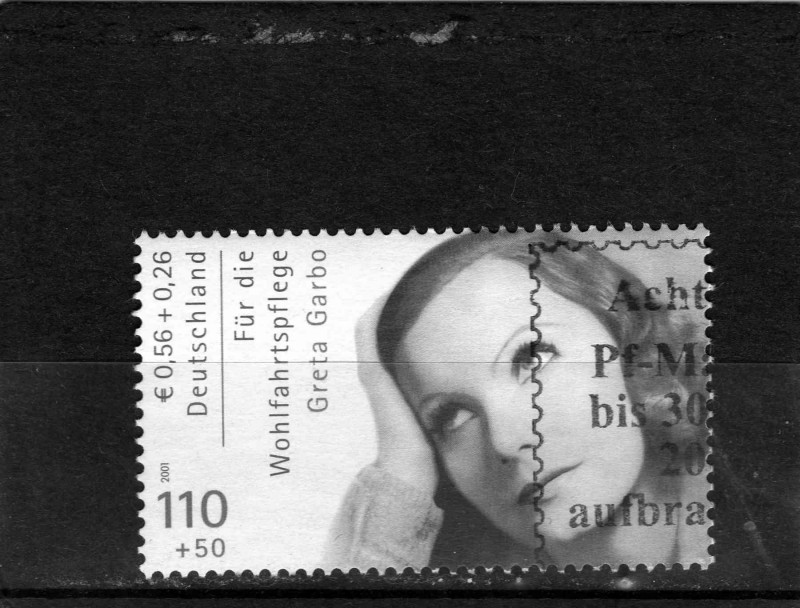 € 0,56 + 0,26
Deutschland
Für die
Wohlfahrtspflege
Greta Garbo
2001
110
+50
Acht
Pf-M
bis 30
20
aufbra